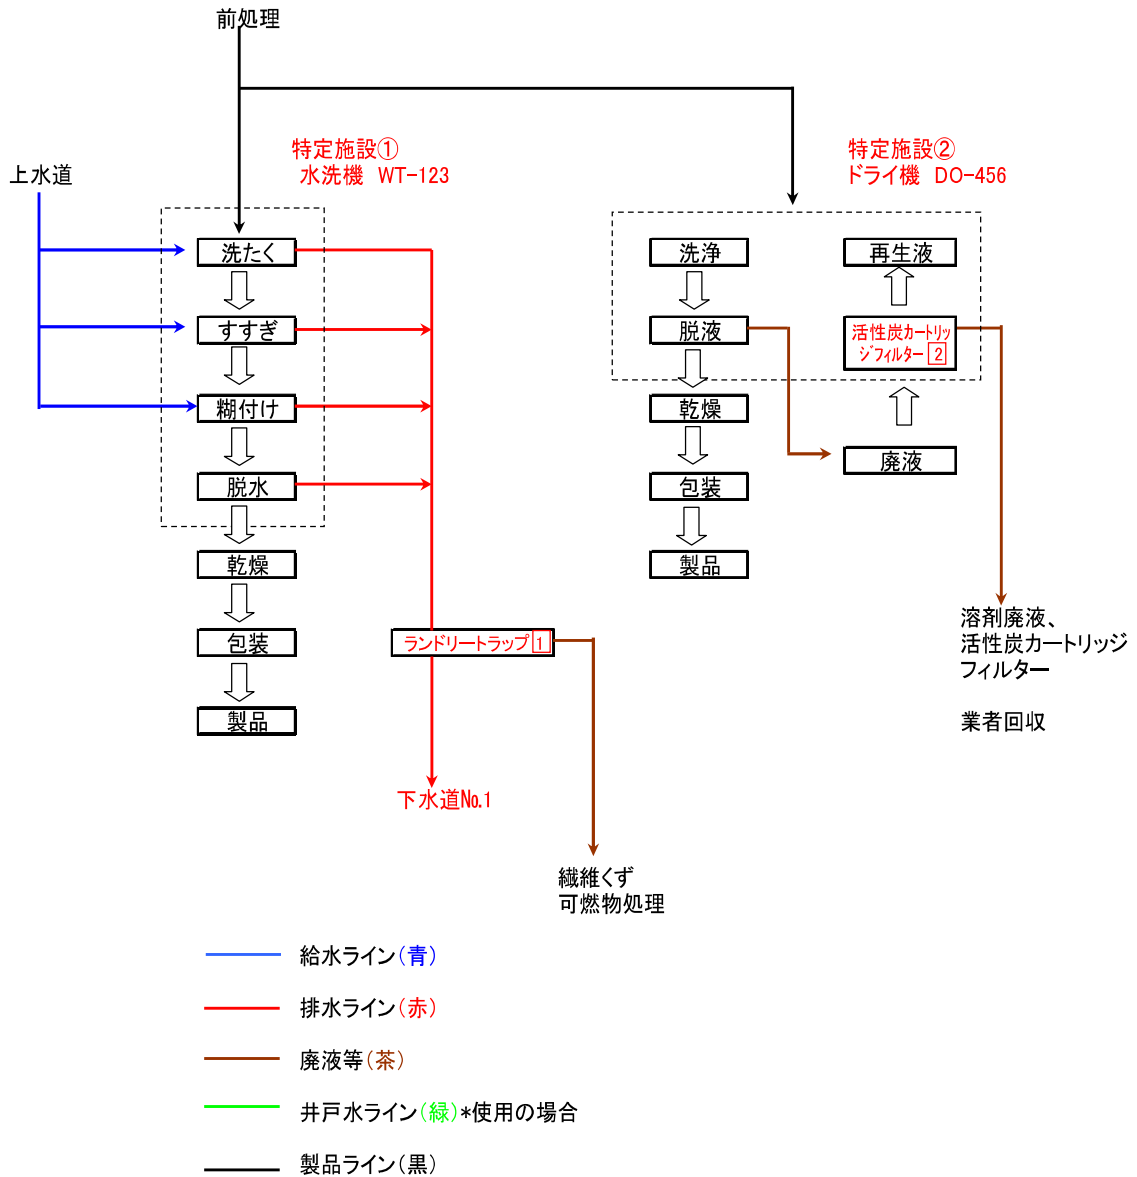 前処理
特定施設①
水洗機 WT-123
特定施設②
ドライ機 DO-456
上水道
洗たく
すすぎ
糊付け
脱水
乾燥
包装
製品
ランドリートラップ 1
下水道No.1
繊維くず
可燃物処理
洗浄
脱液
乾燥
包装
製品
再生液
活性炭カートリッ
ジフィルター 2
廃液
溶剤廃液、
活性炭カートリッジ
フィルター
業者回収
給水ライン(青)
排水ライン(赤)
廃液等(茶)
井戸水ライン(緑)*使用の場合
製品ライン(黒)